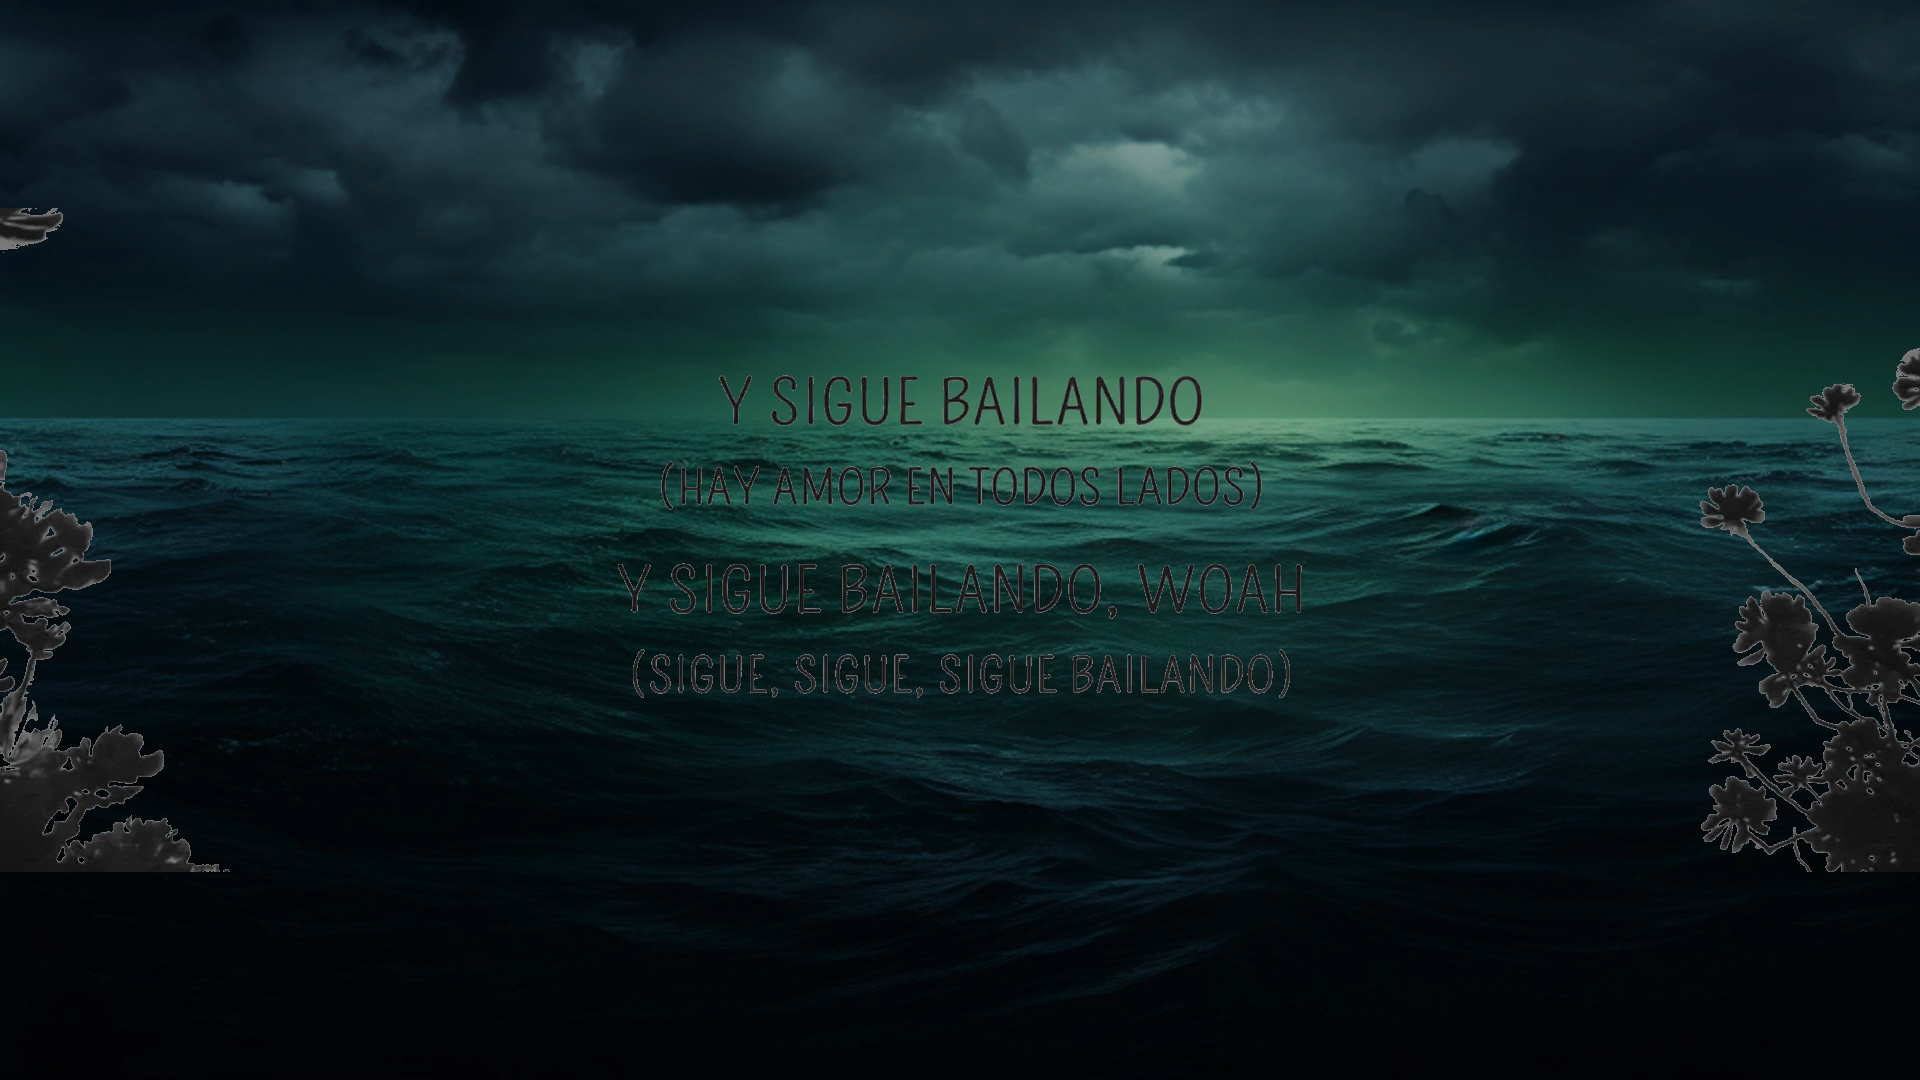 Y SIGUE BAILANDO
(HAY AMOR EN TODOS LADOS)
Y SIGUE BAILANDO, WOAH
(SIGUE, SIGUE, SIGUE BAILANDO)